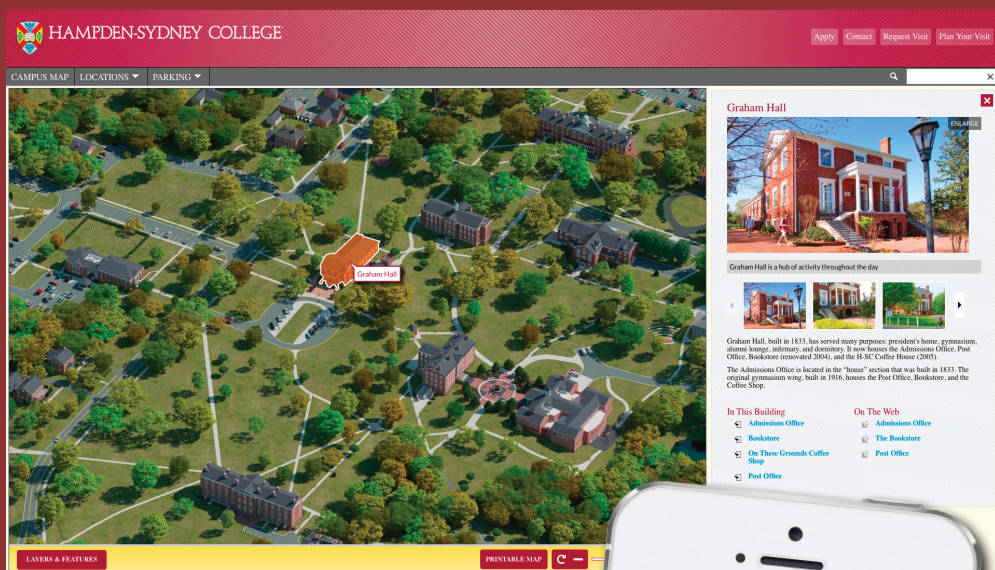 HAMPDEN-SYDNEY COLLEGE
Apply Contact Request Visit Plan Your Visit
CAMPUS MAP LOCATIONS PARKING
Graham Hall
Graham Hall
ENLARGE
Graham Hall is a hub of activity throughout the day
Graham Hall, built in 1833, has served many purposes: president's home, gymnasium,
alumni lounge, infirmary, and dormitory. It now houses the Admissions Office, Post
Office, Bookstore (renovated 2004), and the H-SC Coffee House (2005).
The Admissions Office is located in the “house” section that was built in 1833. The
original gymnasium wing, built in 1916, houses the Post Office, Bookstore, and the
Coffee Shop.
In This Building
Admissions Office
Bookstore
On These Grounds Coffee
Shop
Post Office
On The Web
Admissions Office
The Bookstore
Post Office
LAYERS & FEATURES
PRINTABLE MAP